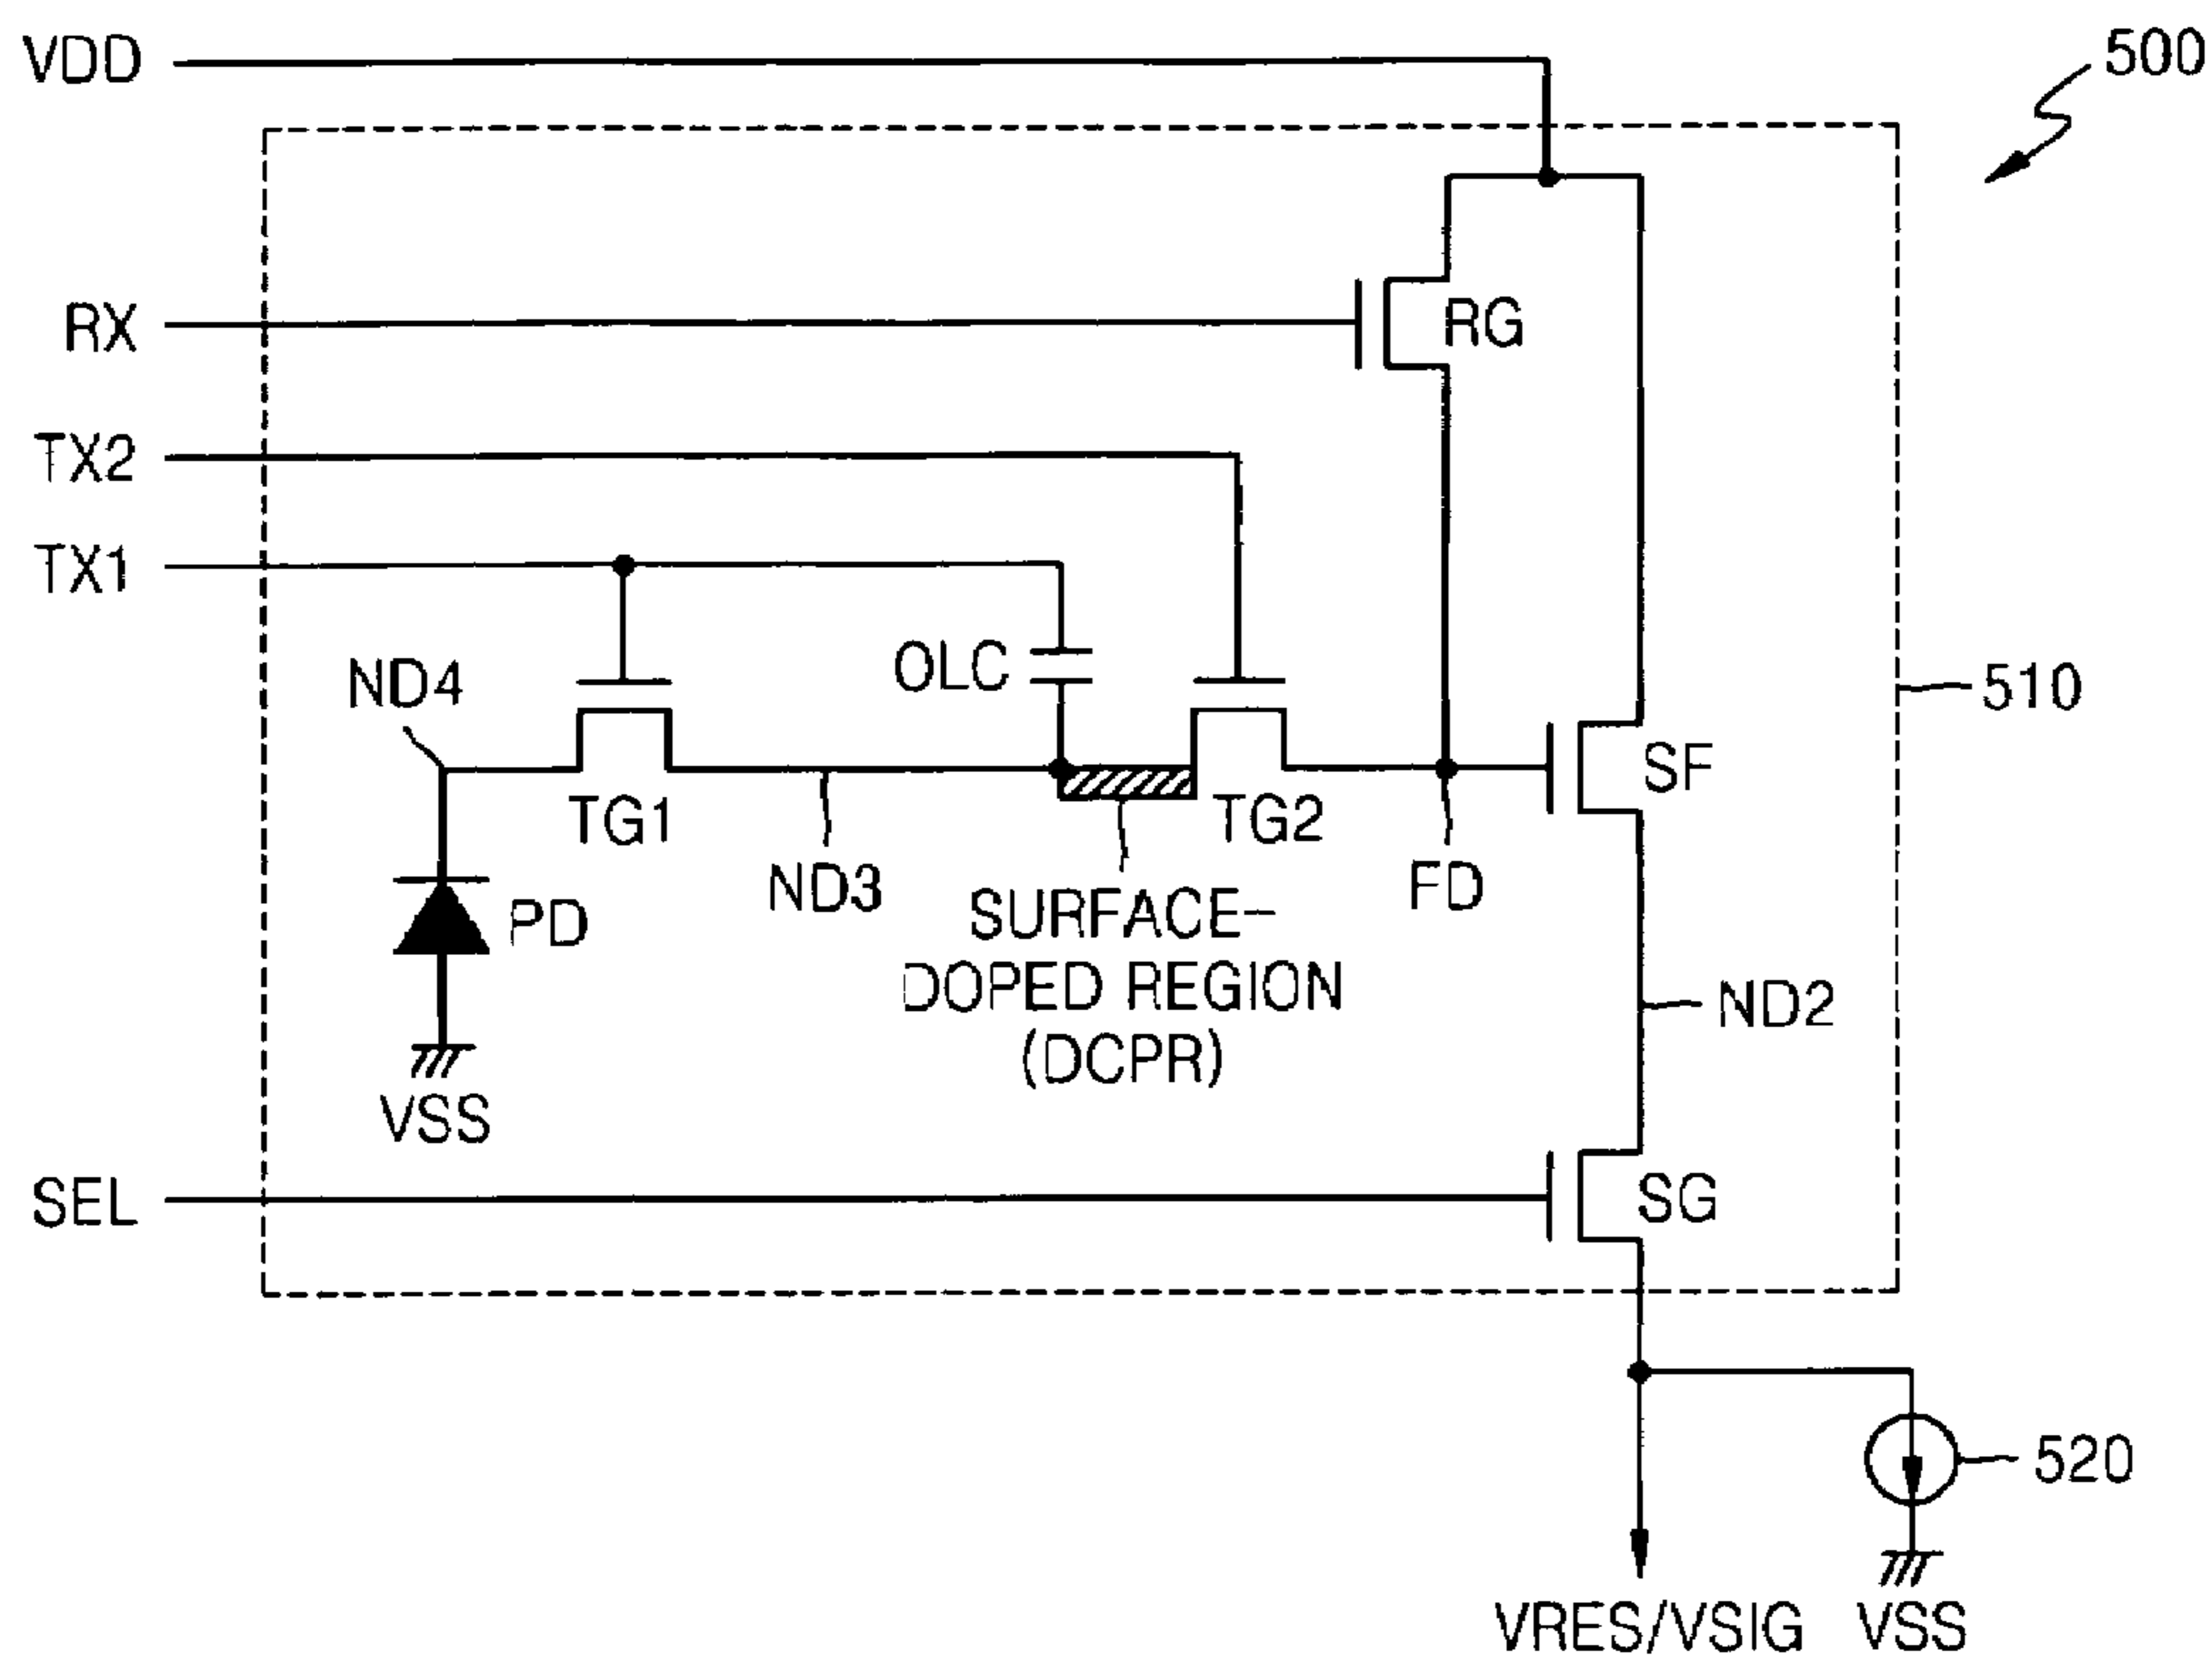 VDD
500
RX
RG
TX2
TX1
OLC
ND4
510
SF
TG1
TG2
ND3
FD
PD
SURFACE-
DOPED REGION
(DCPR)
ND2
VSS
SEL
SG
520
VRES/VSIG
VSS